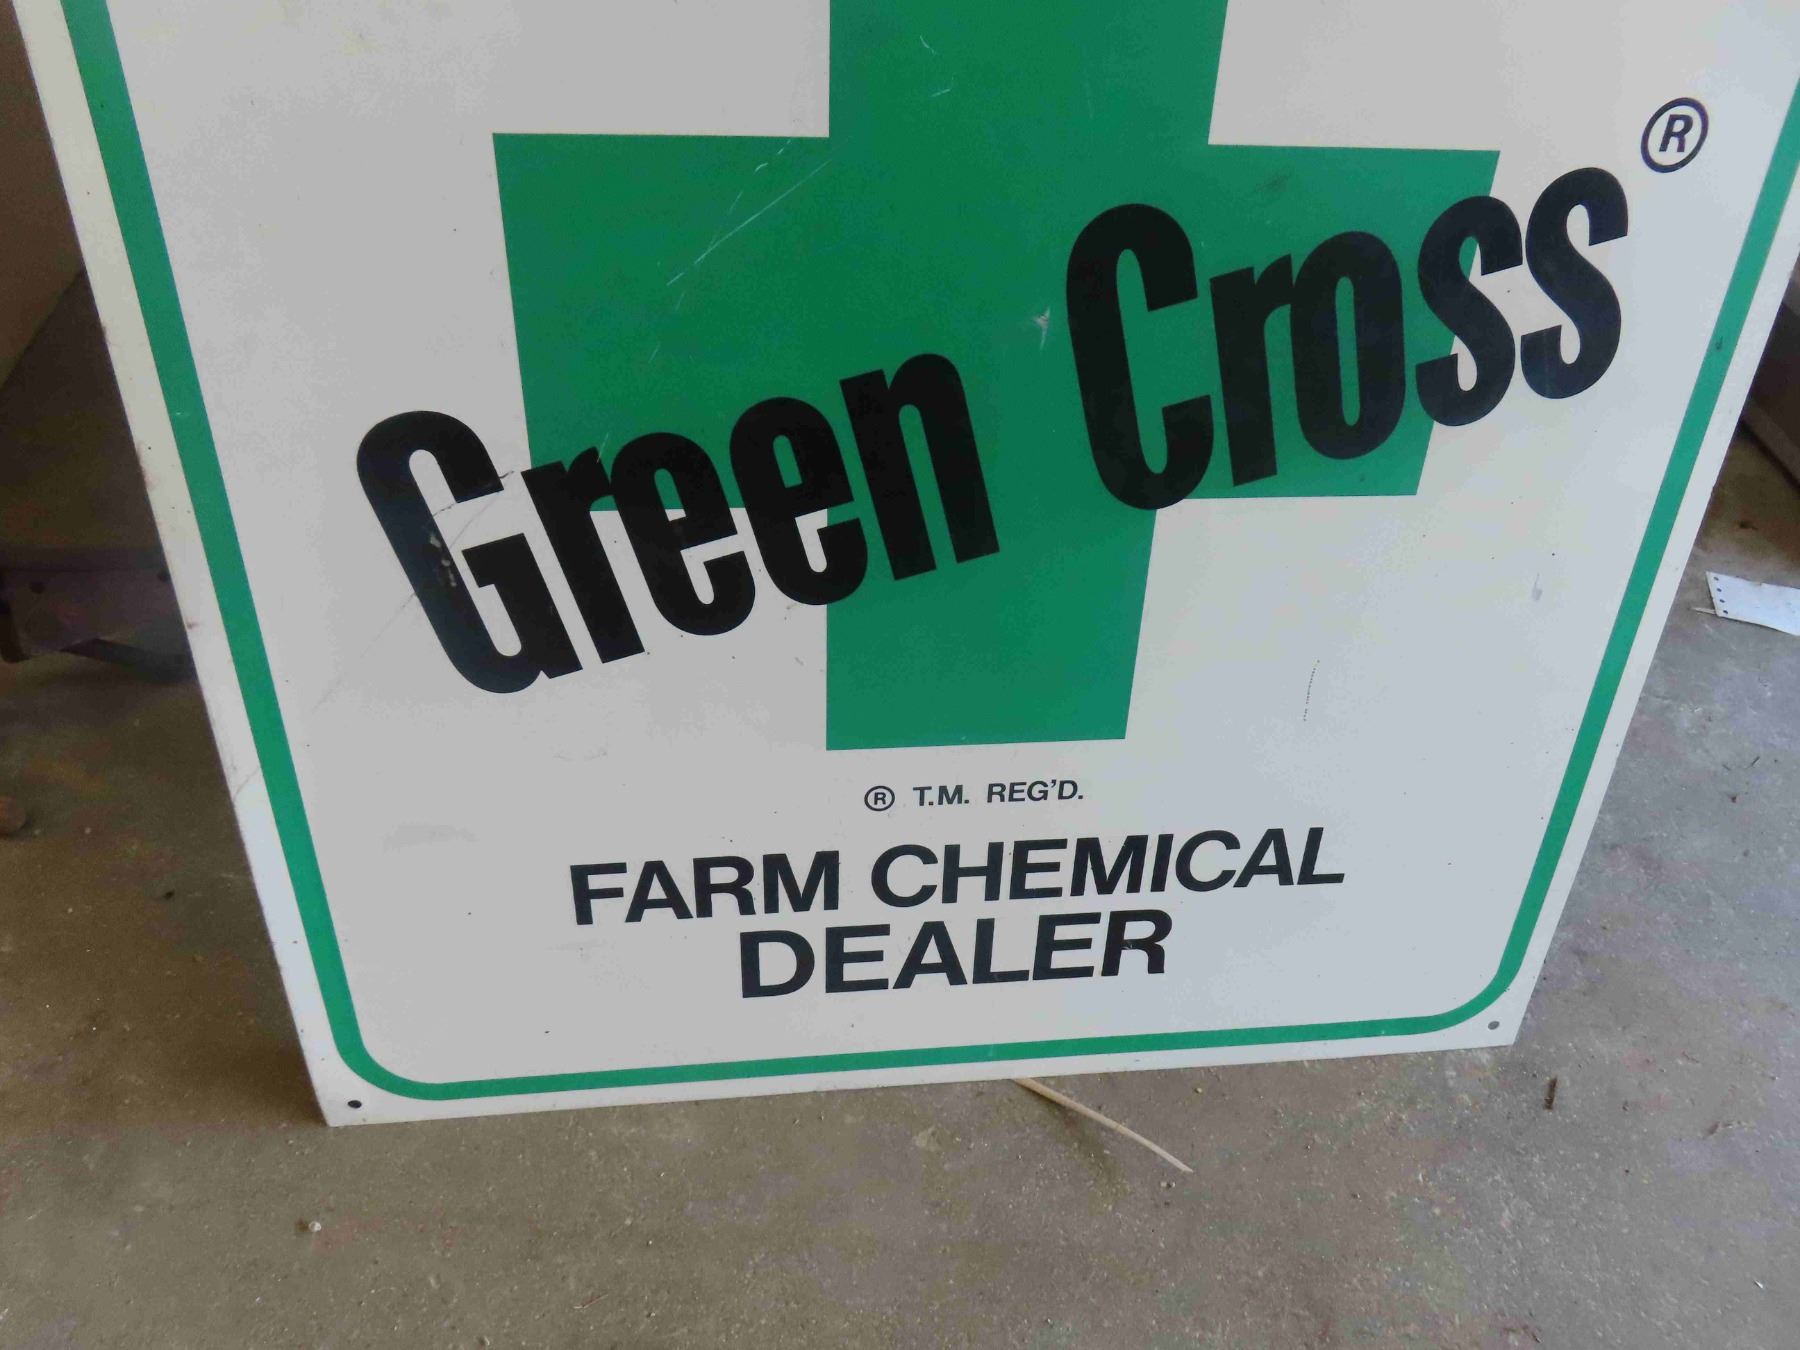 Green Cross ®
® T.M. REG'D.
FARM CHEMICAL
DEALER